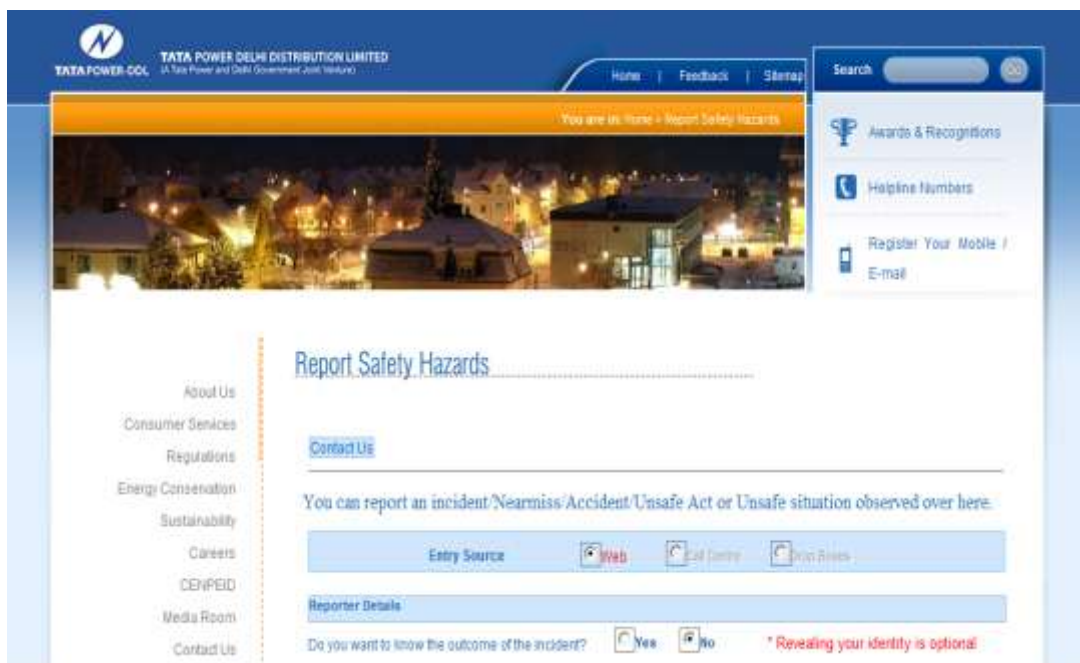 TATA POWER DELHI DISTRIBUTION LIMITED
(A Tata Power and Delhi Government Joint Venture)
TATA POWER-DDL
Home | Feedback | Sitemap
Search
Go
You are in: Home » Report Safety Hazards
Awards & Recognitions
Helpline Numbers
Register Your Mobile /
E-mail
Report Safety Hazards
About Us
Consumer Services
Regulations
Energy Conservation
Sustainability
Careers
CENPEID
Media Room
Contact Us
Contact Us
You can report an incident/Nearmiss/Accident/Unsafe Act or Unsafe situation observed over here.
Entry Source Web Call Centre Drop Boxes
Reporter Details
Do you want to know the outcome of the incident? Yes No * Revealing your identity is optional